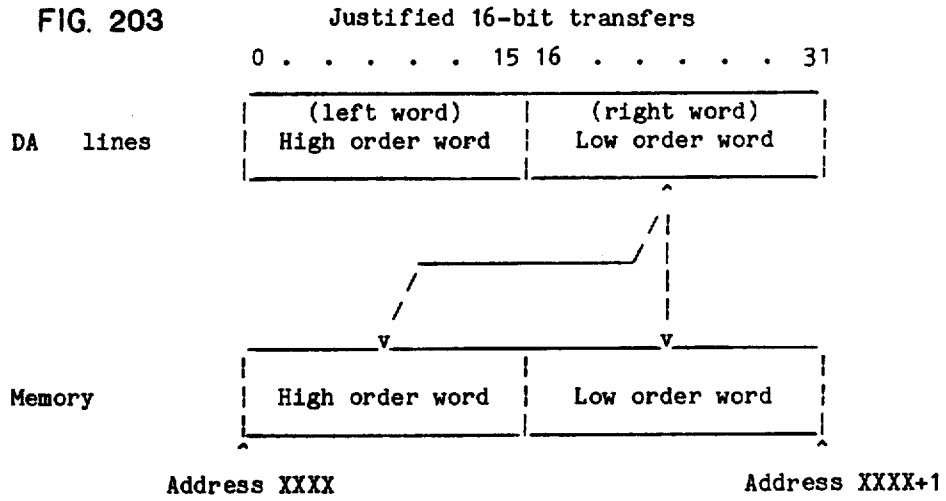 FIG. 203
Justified 16-bit transfers
0 . . . . . 15 16 . . . . . 31
(left word) (right word)
DA lines High order word Low order word
Memory High order word Low order word
Address XXXX Address XXXX+1